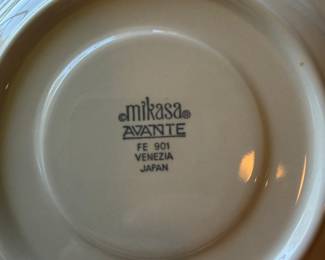 mikasa®
AVANTE
FE 901
VENEZIA
JAPAN